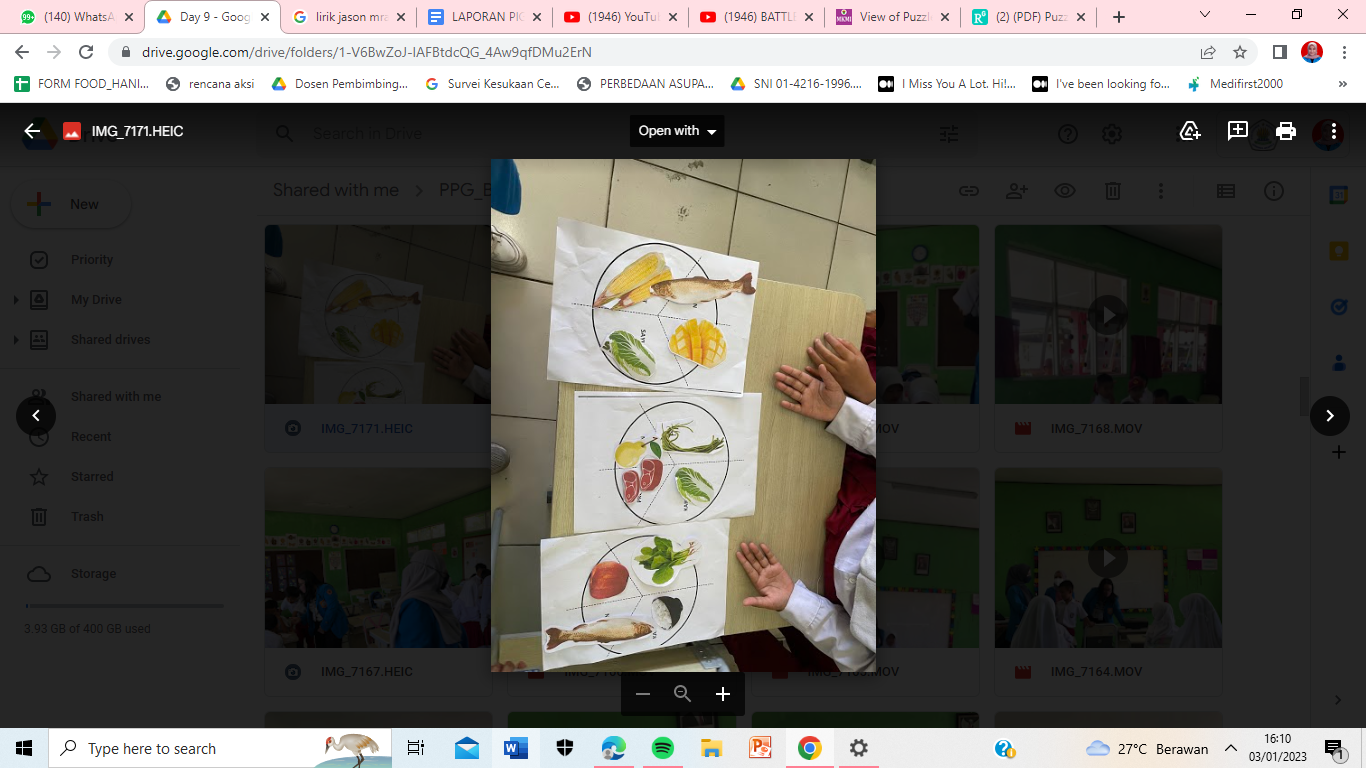 (140) WhatsA
Day 9 - Goog
lirik jason mra
LAPORAN PIC
(1946) YouTu
(1946) BATTL
View of Puzzl
(2) (PDF) Puzz
drive.google.com/drive/folders/1-V6BwZoJ-IAFBtdcQG_4Aw9qfDMu2ErN
FORM FOOD_HANI...
rencana aksi
Dosen Pembimbing...
Survei Kesukaan Ce...
PERBEDAAN ASUPA...
SNI 01-4216-1996....
I Miss You A Lot. Hi!...
I've been looking fo...
Medifirst2000
»
IMG_7171.HEIC
Search in Drive
Open with
New
Shared with me
PPG_B
Priority
My Drive
Shared drives
Shared with me
Recent
Starred
Trash
Storage
3.93 GB of 400 GB used
IMG_7171.HEIC
MOV
IMG_7168.MOV
IMG_7167.HEIC
MOV
IMG_7164.MOV
Type here to search
27°C Berawan
16:10
03/01/2023
1